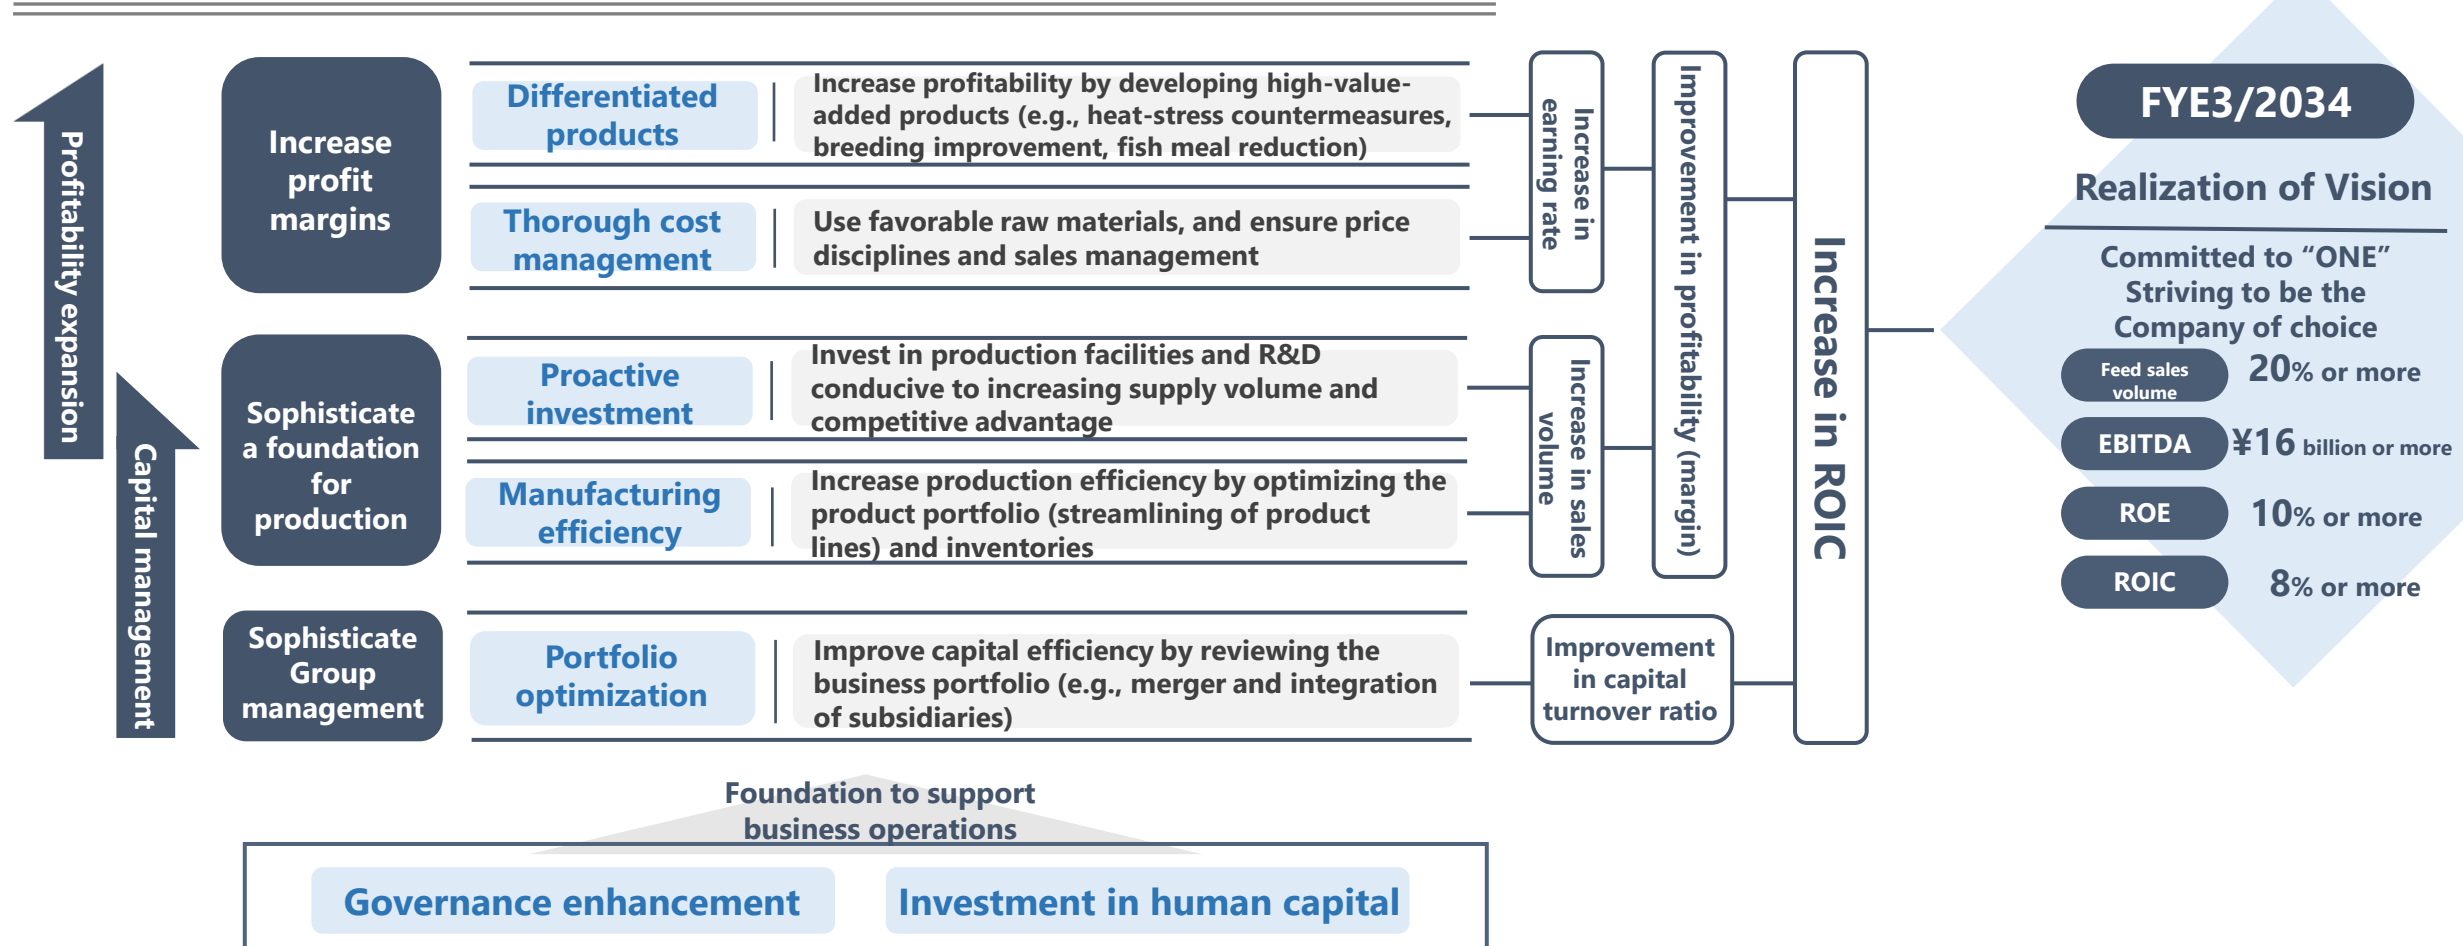 Profitability expansion
Capital management
Increase
profit
margins
Differentiated
products
Increase profitability by developing high-value-
added products (e.g., heat-stress countermeasures,
breeding improvement, fish meal reduction)
Thorough cost
management
Use favorable raw materials, and ensure price
disciplines and sales management
Increase in
earning rate
Sophisticate
a foundation
for
production
Proactive
investment
Invest in production facilities and R&D
conducive to increasing supply volume and
competitive advantage
Manufacturing
efficiency
Increase production efficiency by optimizing the
product portfolio (streamlining of product
lines) and inventories
Increase in sales
volume
Improvement in profitability (margin)
Sophisticate
Group
management
Portfolio
optimization
Improve capital efficiency by reviewing the
business portfolio (e.g., merger and integration
of subsidiaries)
Improvement
in capital
turnover ratio
Increase in ROIC
FYE3/2034
Realization of Vision
Committed to “ONE”
Striving to be the
Company of choice
Feed sales
volume
20% or more
EBITDA ¥16 billion or more
ROE 10% or more
ROIC 8% or more
Foundation to support
business operations
Governance enhancement
Investment in human capital